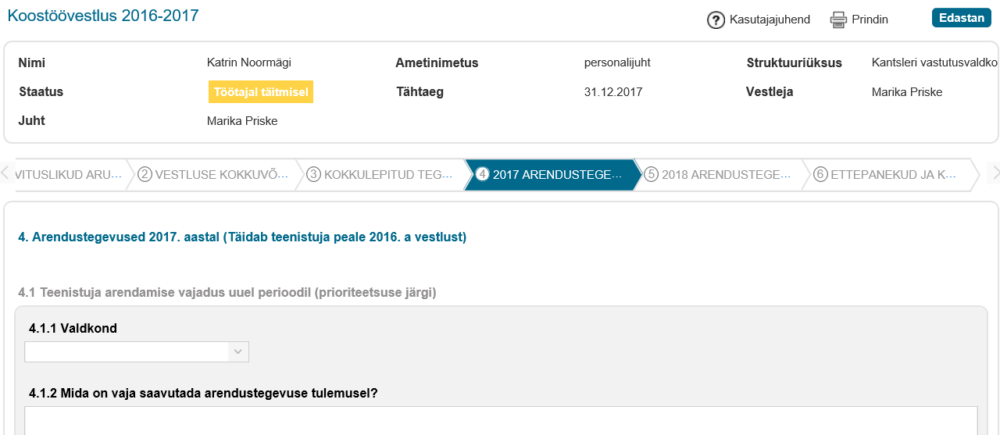 Koostöövestlus 2016-2017
Kasutajajuhend Prindin Edastan
Nimi Katrin Noormägi Ametinimetus personalijuht Struktuuriüksus Kantsleri vastutusvaldko
Staatus Töötajal täitmisel Tähtaeg 31.12.2017 Vestleja Marika Priske
Juht Marika Priske
VITUSLIKUD ARU... 2 VESTLUSE KOKKUVÕ... 3 KOKKULEPITUD TEG... 4 2017 ARENDUSTEGE... 5 2018 ARENDUSTEGE... 6 ETTEPANEKUD JA K...
4. Arendustegevused 2017. aastal (Täidab teenistuja peale 2016. a vestlust)
4.1 Teenistuja arendamise vajadus uuel perioodil (prioriteetsuse järgi)
4.1.1 Valdkond
4.1.2 Mida on vaja saavutada arendustegevuse tulemusel?